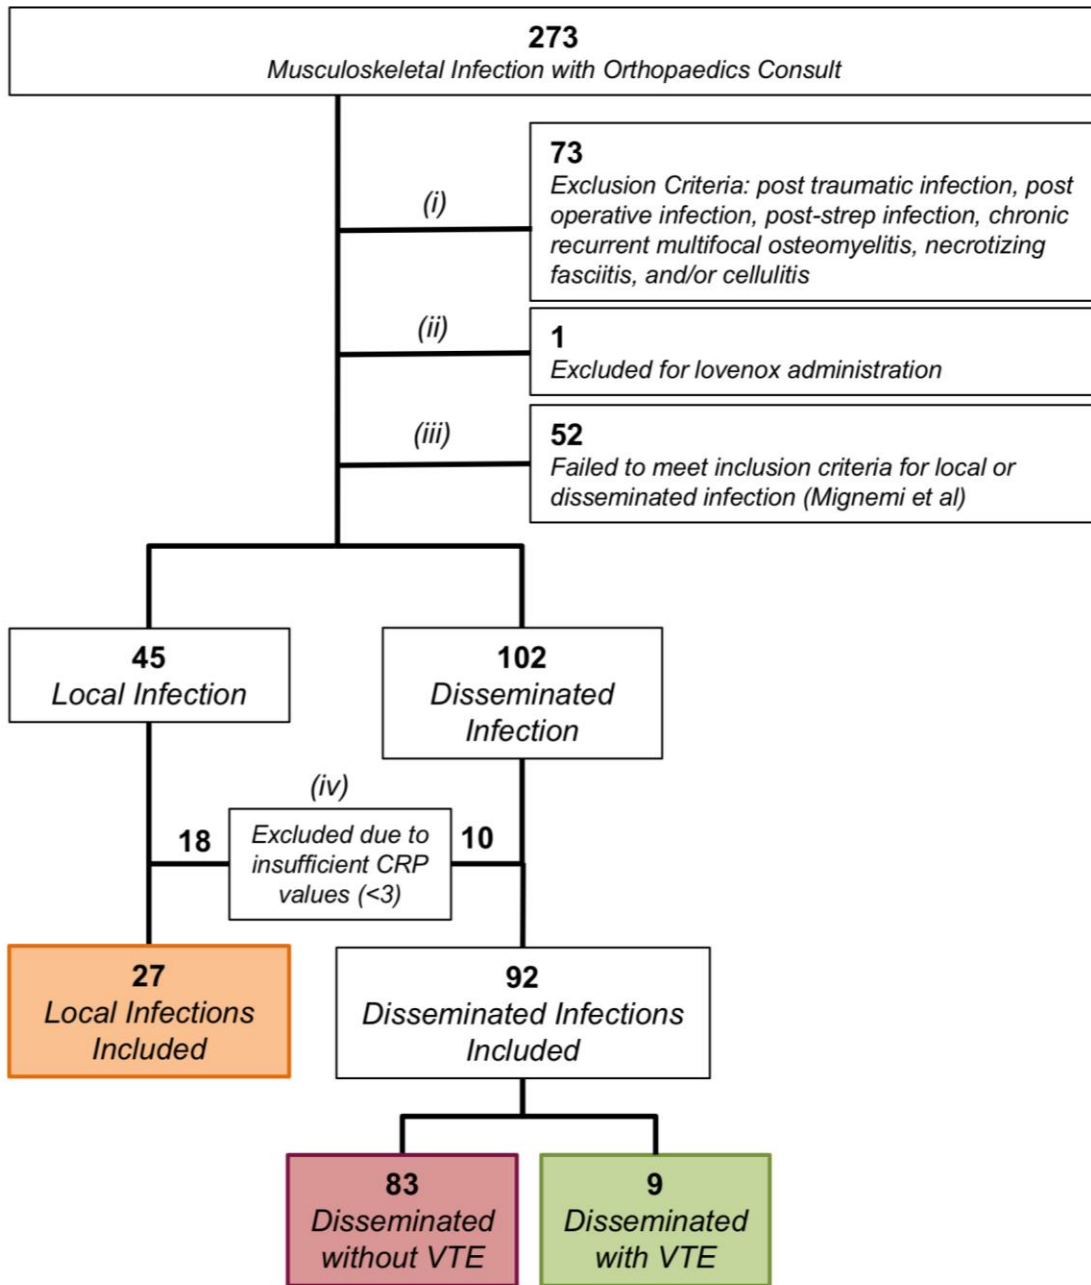 273
Musculoskeletal Infection with Orthopaedics Consult
(i)
73
Exclusion Criteria: post traumatic infection, post
operative infection, post-strep infection, chronic
recurrent multifocal osteomyelitis, necrotizing
fasciitis, and/or cellulitis
(ii)
1
Excluded for lovenox administration
(iii)
52
Failed to meet inclusion criteria for local or
disseminated infection (Mignemi et al)
45
Local Infection
102
Disseminated
Infection
(iv)
18
Excluded due to
insufficient CRP
values (<3)
10
27
Local Infections
Included
92
Disseminated Infections
Included
83
Disseminated
without VTE
9
Disseminated
with VTE